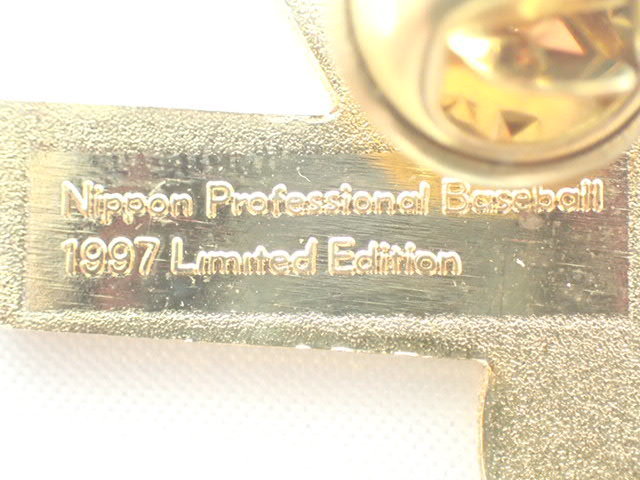 Nippon Professional Baseball
1997 Limited Edition